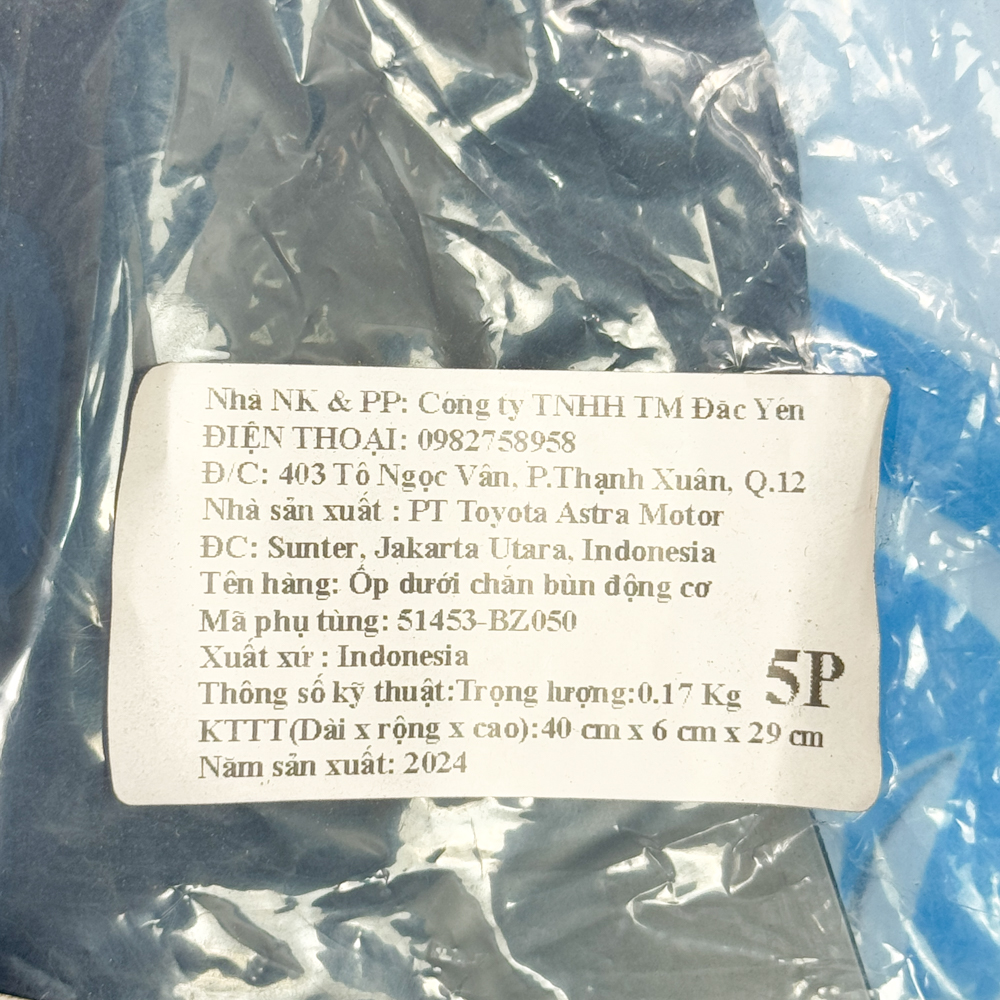 Nhà NK & PP: Công ty TNHH TM Đăc Yên
ĐIỆN THOẠI: 0982758958
Đ/C: 403 Tô Ngọc Vân, P.Thạnh Xuân, Q.12
Nhà sản xuất : PT Toyota Astra Motor
ĐC: Sunter, Jakarta Utara, Indonesia
Tên hàng: Ốp dưới chăn bùn động cơ
Mã phụ tùng: 51453-BZ050
Xuất xứ : Indonesia
Thông số kỹ thuật:Trọng lượng:0.17 Kg
5P
KTTT(Dài x rộng x cao):40 cm x 6 cm x 29 cm
Năm sản xuất: 2024